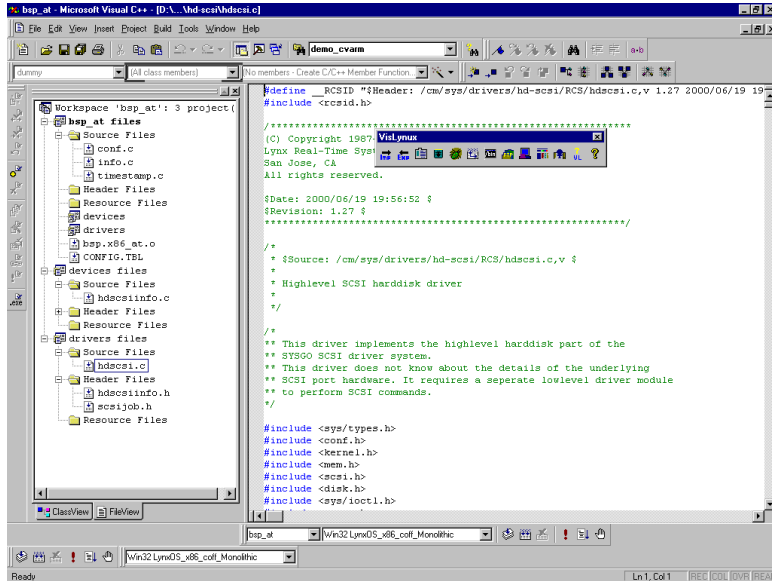 bsp_at - Microsoft Visual C++ - [D:\...\hd-scsi\hdscsi.c]
File Edit View Insert Project Build Tools Window Help
demo_cvarm
dummy (All class members) No members - Create C/C++ Member Function...
Workspace 'bsp_at': 3 project(
bsp_at files
Source Files
conf.c
info.c
timestamp.c
Header Files
Resource Files
devices
drivers
bsp.x86_at.o
CONFIG.TBL
devices files
Source Files
hdscsiinfo.c
Header Files
Resource Files
drivers files
Source Files
hdscsi.c
Header Files
hdscsiinfo.h
scsijob.h
Resource Files
ClassView FileView
#define __RCSID "$Header: /cm/sys/drivers/hd-scsi/RCS/hdscsi.c,v 1.27 2000/06/19 19
#include <rcsid.h>
/************************************************************
(C) Copyright 1987
Lynx Real-Time Sys
San Jose, CA
All rights reserved.
$Date: 2000/06/19 19:56:52 $
$Revision: 1.27 $
************************************************************/
/*
* $Source: /cm/sys/drivers/hd-scsi/RCS/hdscsi.c,v $
*
* Highlevel SCSI harddisk driver
*
*/
/*
** This driver implements the highlevel harddisk part of the
** SYSGO SCSI driver system.
** This driver does not know about the details of the underlying
** SCSI port hardware. It requires a seperate lowlevel driver module
** to perform SCSI commands.
*/
#include <sys/types.h>
#include <conf.h>
#include <kernel.h>
#include <mem.h>
#include <scsi.h>
#include <disk.h>
#include <sys/ioctl.h>
VisLynux
Imp Exp VL ?
bsp_at Win32 LynxOS_x86_coff_Monolithic
Win32 LynxOS_x86_coff_Monolithic
Ready Ln 1, Col 1 REC COL OVR READ